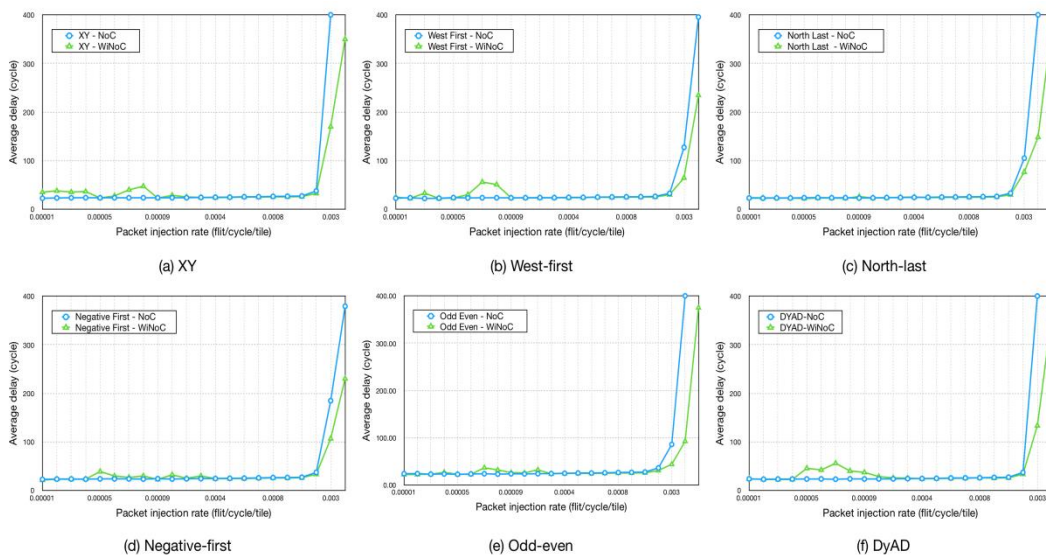 400
300
200
100
0
XY - NoC
XY - WiNoC
Average delay (cycle)
0.00001 0.00005 0.00009 0.0004 0.0008 0.003
Packet injection rate (flit/cycle/tile)
(a) XY
400
300
200
100
0
West First - NoC
West First - WiNoC
Average delay (cycle)
0.00001 0.00005 0.00009 0.0004 0.0008 0.003
Packet injection rate (flit/cycle/tile)
(b) West-first
400
300
200
100
0
North Last - NoC
North Last - WiNoC
Average delay (cycle)
0.00001 0.00005 0.00009 0.0004 0.0008 0.003
Packet injection rate (flit/cycle/tile)
(c) North-last
400
300
200
100
0
Negative First - NoC
Negative First - WiNoC
Average delay (cycle)
0.00001 0.00005 0.00009 0.0004 0.0008 0.003
Packet injection rate (flit/cycle/tile)
(d) Negative-first
400.00
300.00
200.00
100.00
0.00
Odd Even - NoC
Odd Even - WiNoC
Average delay (cycle)
0.00001 0.00005 0.00009 0.0004 0.0008 0.003
Packet injection rate (flit/cycle/tile)
(e) Odd-even
400
300
200
100
0
DYAD-NoC
DYAD-WiNoC
Average delay (cycle)
0.00001 0.00005 0.00009 0.0004 0.0008 0.003
Packet injection rate (flit/cycle/tile)
(f) DyAD